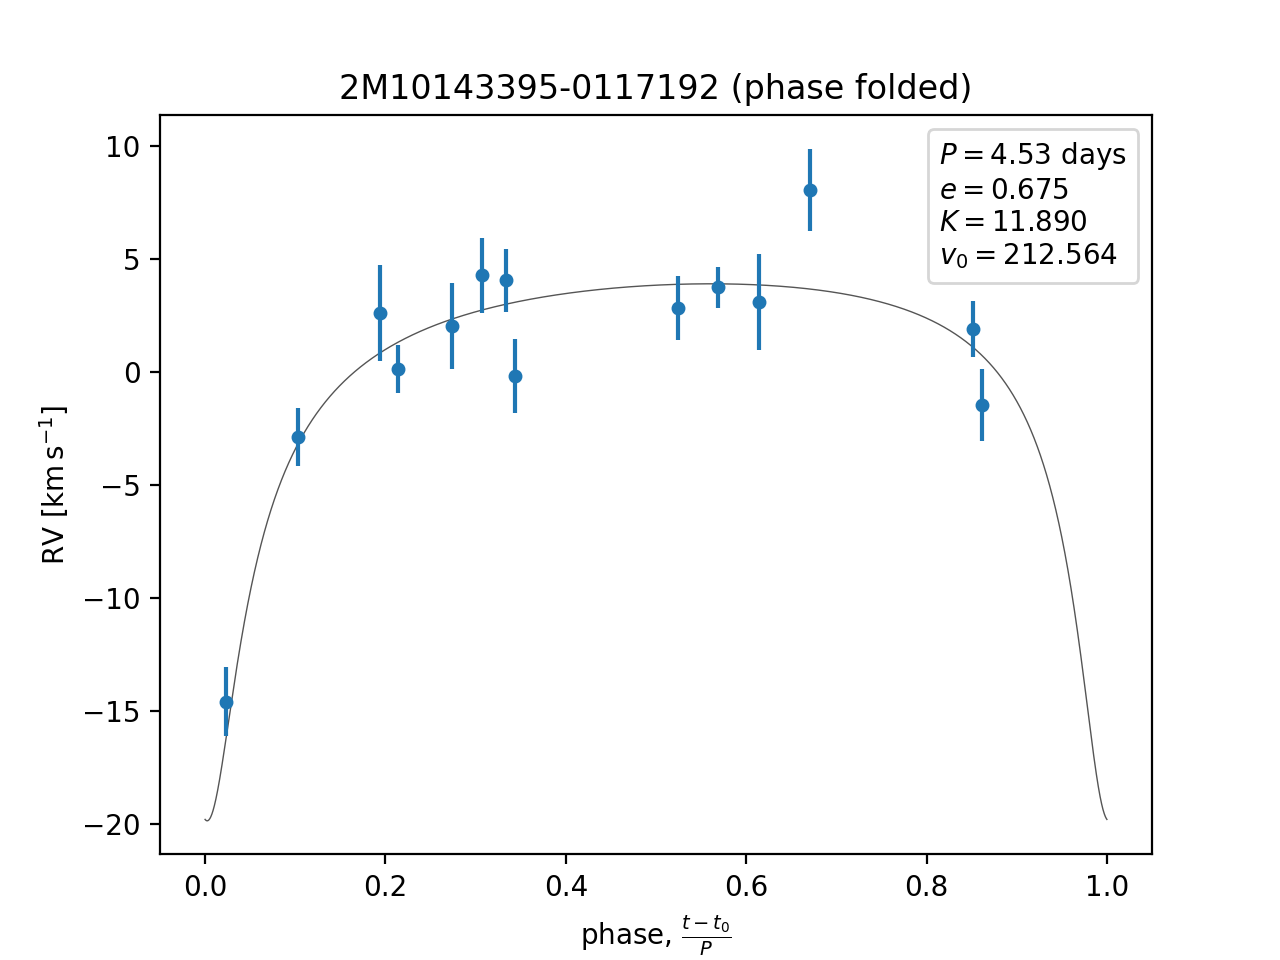 2M10143395-0117192 (phase folded)
P = 4.53 days
e = 0.675
K = 11.890
v₀ = 212.564
RV [km s⁻¹]
10
5
0
−5
−10
−15
−20
0.0 0.2 0.4 0.6 0.8 1.0
phase, (t − t₀)/P